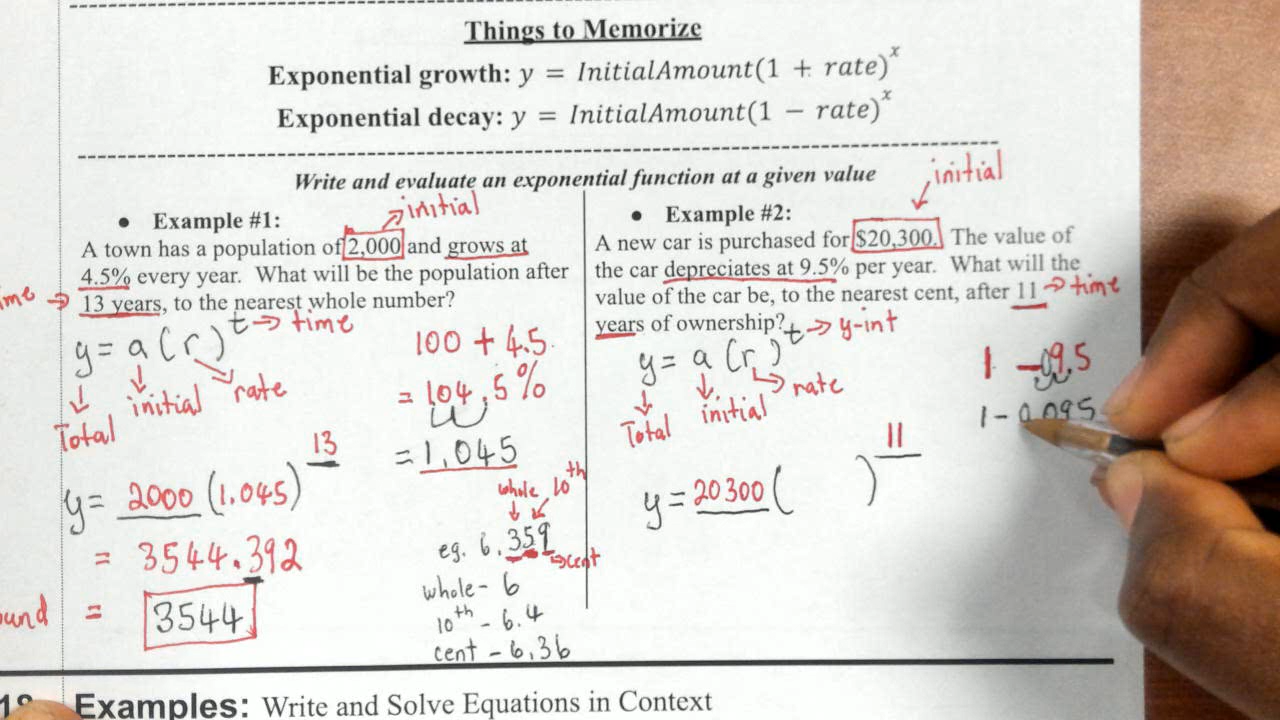 Things to Memorize
Exponential growth: y = InitialAmount(1 + rate)^x
Exponential decay: y = InitialAmount(1 − rate)^x
Write and evaluate an exponential function at a given value
• Example #1:
initial
A town has a population of 2,000 and grows at
4.5% every year. What will be the population after
13 years, to the nearest whole number?
y = a (r)^t → time
Total
initial
rate
100 + 4.5
= 104.5%
= 1.045
y = 2000 (1.045)^13
= 3544.392
= 3544
whole 10th
eg. 6.359 → cent
whole - 6
10th - 6.4
cent - 6.36
initial
• Example #2:
A new car is purchased for $20,300. The value of
the car depreciates at 9.5% per year. What will the
value of the car be, to the nearest cent, after 11 → time
years of ownership?
y = a (r)^t → y-int
Total
initial
rate
1 - 09.5
1 - 0.095
y = 20300 ( )^11
Examples: Write and Solve Equations in Context